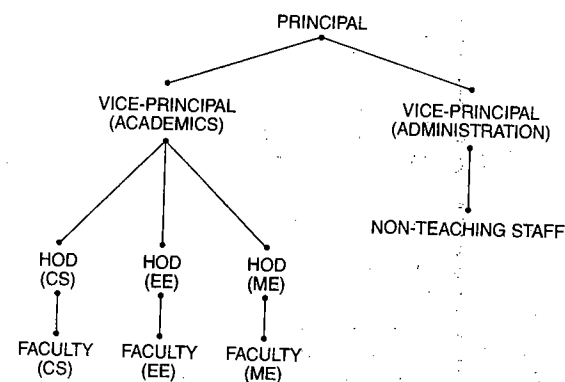 PRINCIPAL
VICE-PRINCIPAL
(ACADEMICS)
VICE-PRINCIPAL
(ADMINISTRATION)
NON-TEACHING STAFF
HOD
(CS)
HOD
(EE)
HOD
(ME)
FACULTY
(CS)
FACULTY
(EE)
FACULTY
(ME)